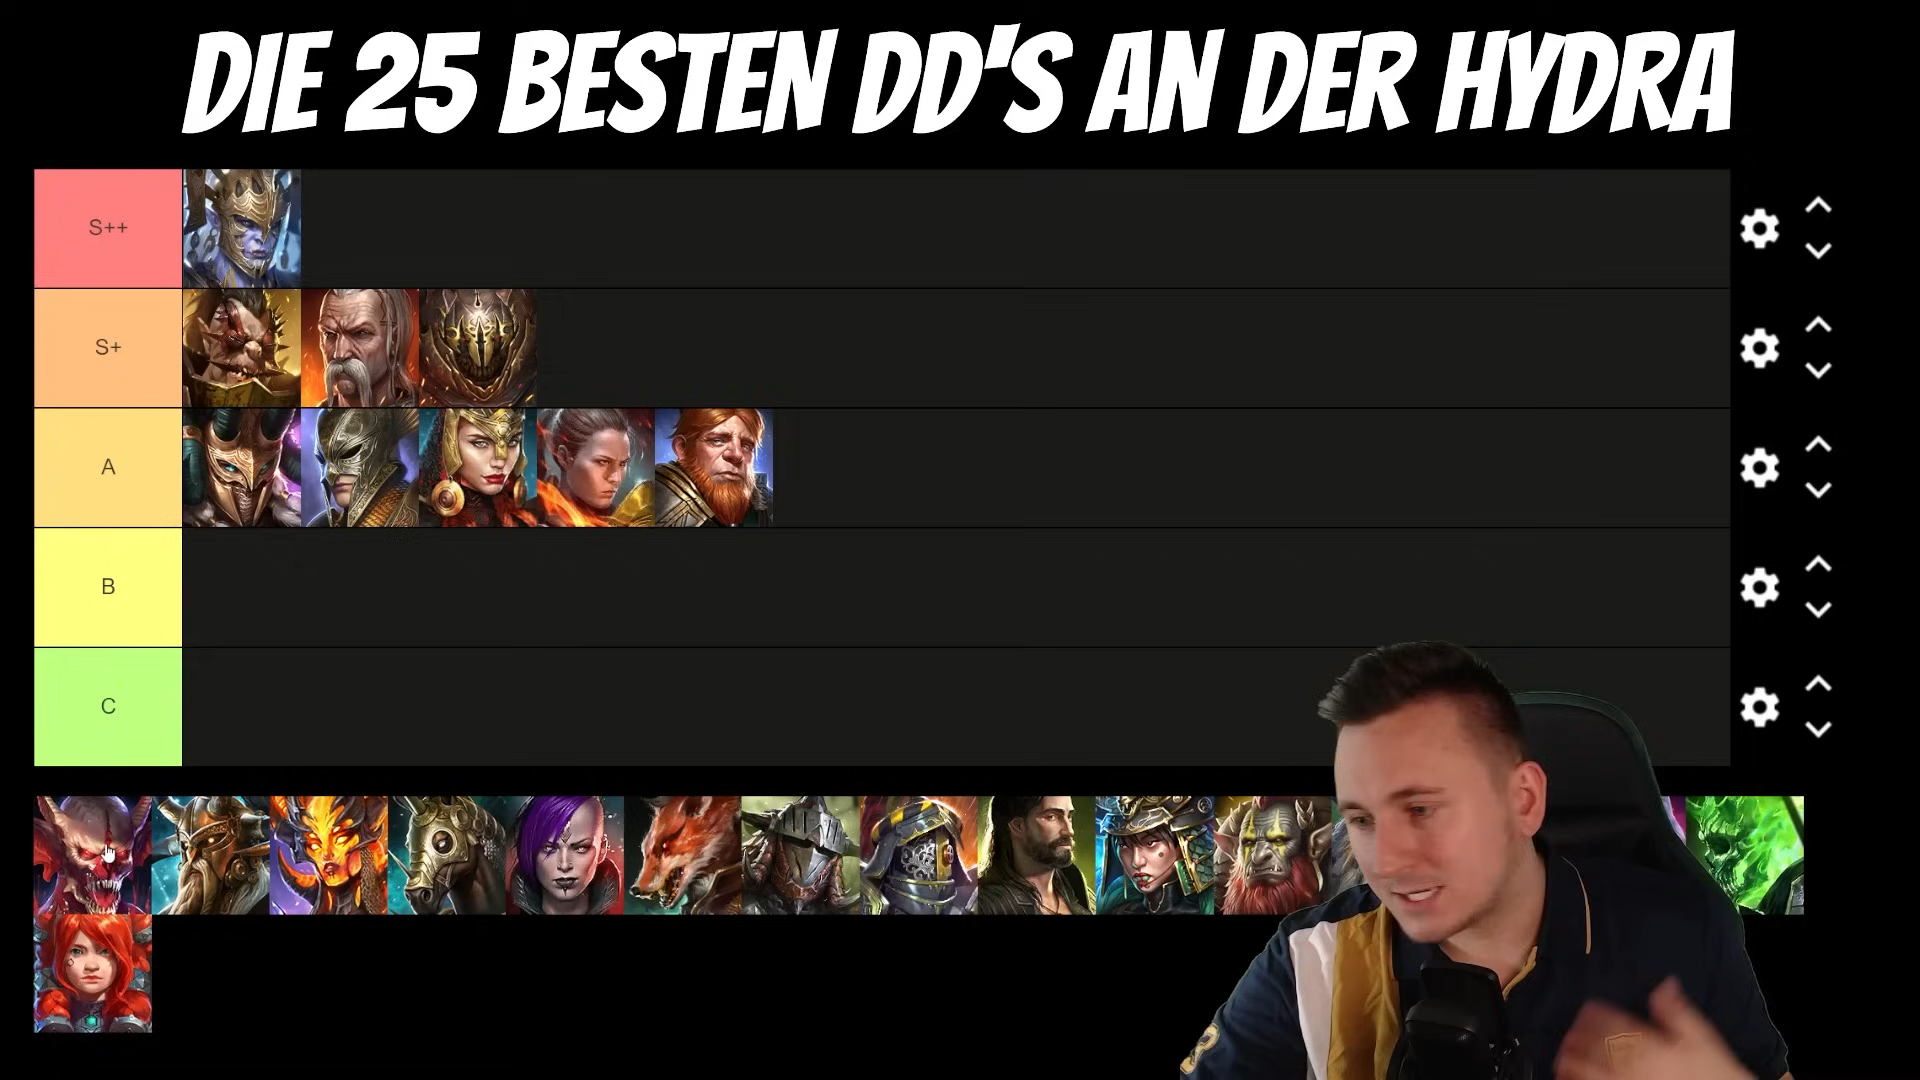 DIE 25 BESTEN DD'S AN DER HYDRA
S++
S+
A
B
C